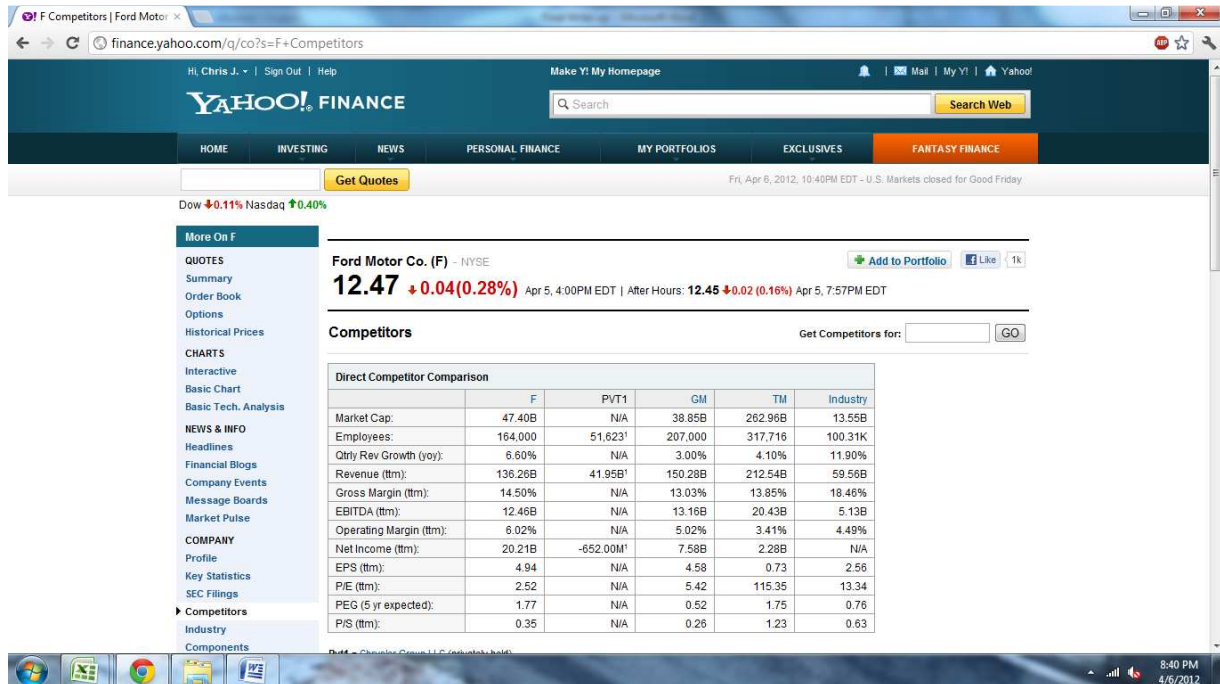 F Competitors | Ford Motor
finance.yahoo.com/q/co?s=F+Competitors
ABP
Hi, Chris J. | Sign Out | Help Make Y! My Homepage | Mail | My Y! | Yahoo!
YAHOO! FINANCE Search Search Web
HOME INVESTING NEWS PERSONAL FINANCE MY PORTFOLIOS EXCLUSIVES FANTASY FINANCE
Get Quotes Fri, Apr 6, 2012, 10:40PM EDT - U.S. Markets closed for Good Friday
Dow 0.11% Nasdaq 0.40%
More On F
QUOTES
Summary
Order Book
Options
Historical Prices
CHARTS
Interactive
Basic Chart
Basic Tech. Analysis
NEWS & INFO
Headlines
Financial Blogs
Company Events
Message Boards
Market Pulse
COMPANY
Profile
Key Statistics
SEC Filings
Competitors
Industry
Components
Ford Motor Co. (F) - NYSE Add to Portfolio Like 1k
12.47 0.04(0.28%) Apr 5, 4:00PM EDT | After Hours: 12.45 0.02 (0.16%) Apr 5, 7:57PM EDT
Competitors Get Competitors for: GO
Direct Competitor Comparison
F PVT1 GM TM Industry
Market Cap: 47.40B N/A 38.85B 262.96B 13.55B
Employees: 164,000 51,623¹ 207,000 317,716 100.31K
Qtrly Rev Growth (yoy): 6.60% N/A 3.00% 4.10% 11.90%
Revenue (ttm): 136.26B 41.95B¹ 150.28B 212.54B 59.56B
Gross Margin (ttm): 14.50% N/A 13.03% 13.85% 18.46%
EBITDA (ttm): 12.46B N/A 13.16B 20.43B 5.13B
Operating Margin (ttm): 6.02% N/A 5.02% 3.41% 4.49%
Net Income (ttm): 20.21B -652.00M¹ 7.58B 2.28B N/A
EPS (ttm): 4.94 N/A 4.58 0.73 2.56
P/E (ttm): 2.52 N/A 5.42 115.35 13.34
PEG (5 yr expected): 1.77 N/A 0.52 1.75 0.76
P/S (ttm): 0.35 N/A 0.26 1.23 0.63
Pvt1 = Chrysler Group LLC (privately held)
8:40 PM
4/6/2012